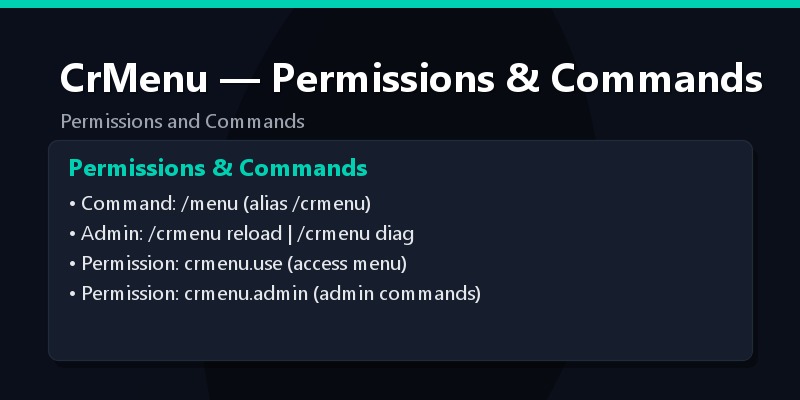 CrMenu — Permissions & Commands
Permissions and Commands
Permissions & Commands
• Command: /menu (alias /crmenu)
• Admin: /crmenu reload | /crmenu diag
• Permission: crmenu.use (access menu)
• Permission: crmenu.admin (admin commands)